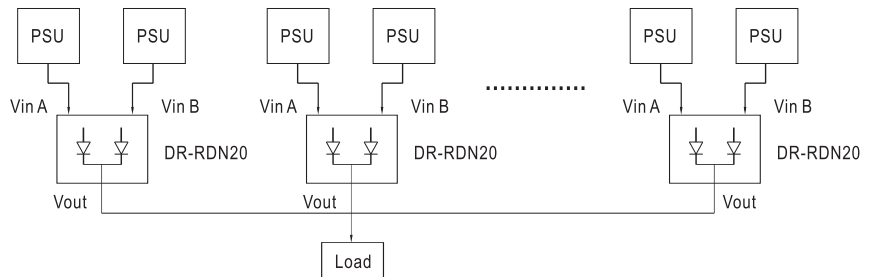 PSU PSU PSU PSU PSU PSU
Vin A Vin B Vin A Vin B Vin A Vin B
DR-RDN20 DR-RDN20 DR-RDN20
Vout Vout Vout
Load